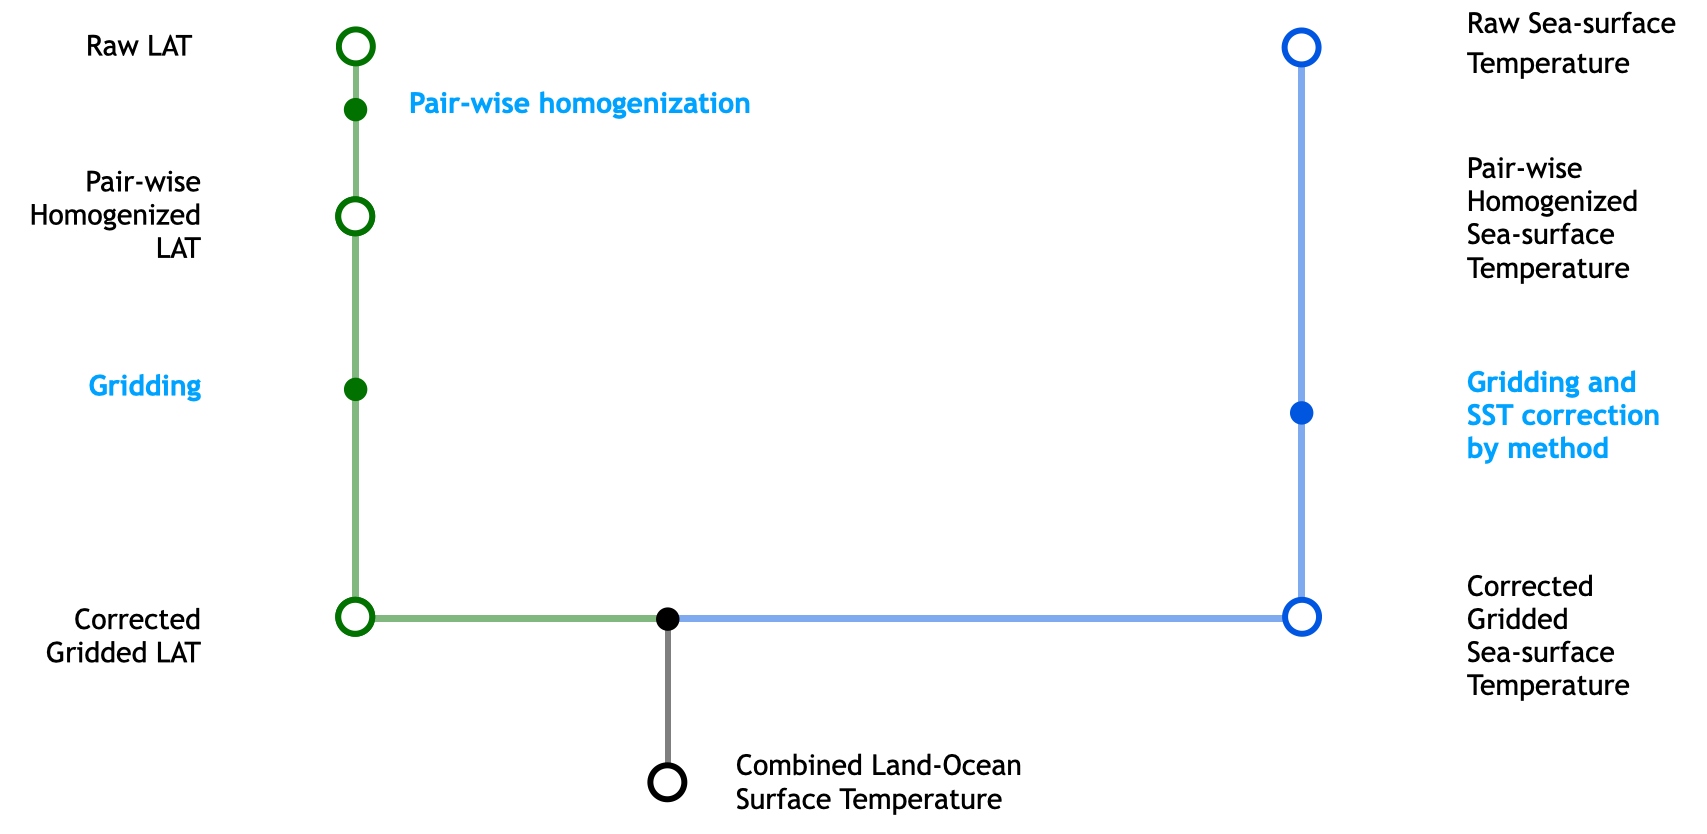 Raw LAT
Raw Sea-surface
Temperature
Pair-wise homogenization
Pair-wise
Homogenized
LAT
Pair-wise
Homogenized
Sea-surface
Temperature
Gridding
Gridding and
SST correction
by method
Corrected
Gridded LAT
Corrected
Gridded
Sea-surface
Temperature
Combined Land-Ocean
Surface Temperature